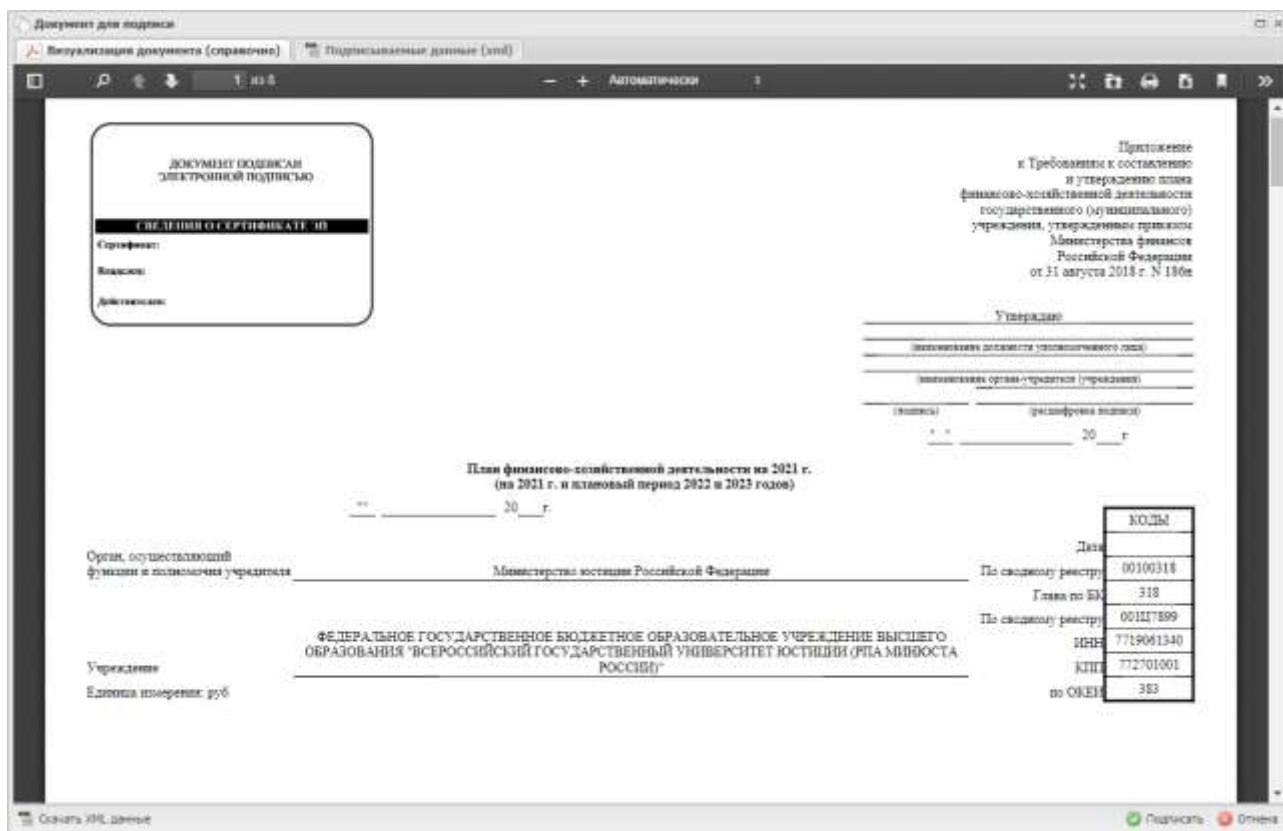 Документ для подписи
Визуализация документа (справочно) Подписываемые данные (xml)
1 из 8 Автоматически
ДОКУМЕНТ ПОДПИСАН
ЭЛЕКТРОННОЙ ПОДПИСЬЮ
СВЕДЕНИЯ О СЕРТИФИКАТЕ ЭП
Сертификат:
Владелец:
Действителен:
Приложение
к Требованиям к составлению
и утверждению плана
финансово-хозяйственной деятельности
государственного (муниципального)
учреждения, утвержденным приказом
Министерства финансов
Российской Федерации
от 31 августа 2018 г. N 186н
Утверждаю
(наименование должности уполномоченного лица)
(наименование органа-учредителя (учреждения)
(подпись) (расшифровка подписи)
" " 20 г.
План финансово-хозяйственной деятельности на 2021 г.
(на 2021 г. и плановый период 2022 и 2023 годов)
"" 20 г.
КОДЫ
Дата
Орган, осуществляющий
функции и полномочия учредителя Министерство юстиции Российской Федерации По сводному реестру 00100318
Глава по БК 318
По сводному реестру 001Щ7899
ФЕДЕРАЛЬНОЕ ГОСУДАРСТВЕННОЕ БЮДЖЕТНОЕ ОБРАЗОВАТЕЛЬНОЕ УЧРЕЖДЕНИЕ ВЫСШЕГО
ОБРАЗОВАНИЯ "ВСЕРОССИЙСКИЙ ГОСУДАРСТВЕННЫЙ УНИВЕРСИТЕТ ЮСТИЦИИ (РПА МИНЮСТА
РОССИИ)"
ИНН 7719061340
Учреждение КПП 772701001
Единица измерения: руб по ОКЕИ 383
Скачать XML данные Подписать Отмена